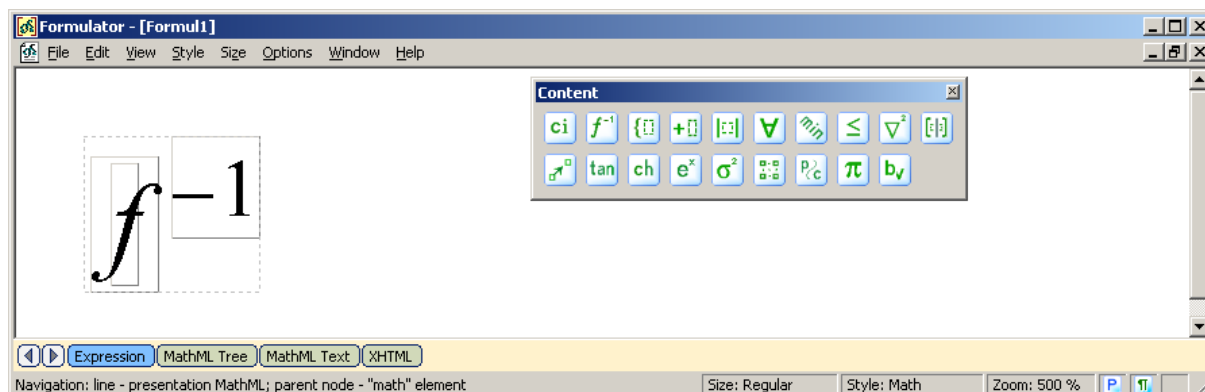 Formulator - [Formul1]
File Edit View Style Size Options Window Help
Content
ci f⁻¹ {[] +[] |[]| ∀ min ≤ ∇² [[]|[]]
tan ch eˣ σ² P/c π b√
f⁻¹
Expression MathML Tree MathML Text XHTML
Navigation: line - presentation MathML; parent node - "math" element Size: Regular Style: Math Zoom: 500 % P ¶